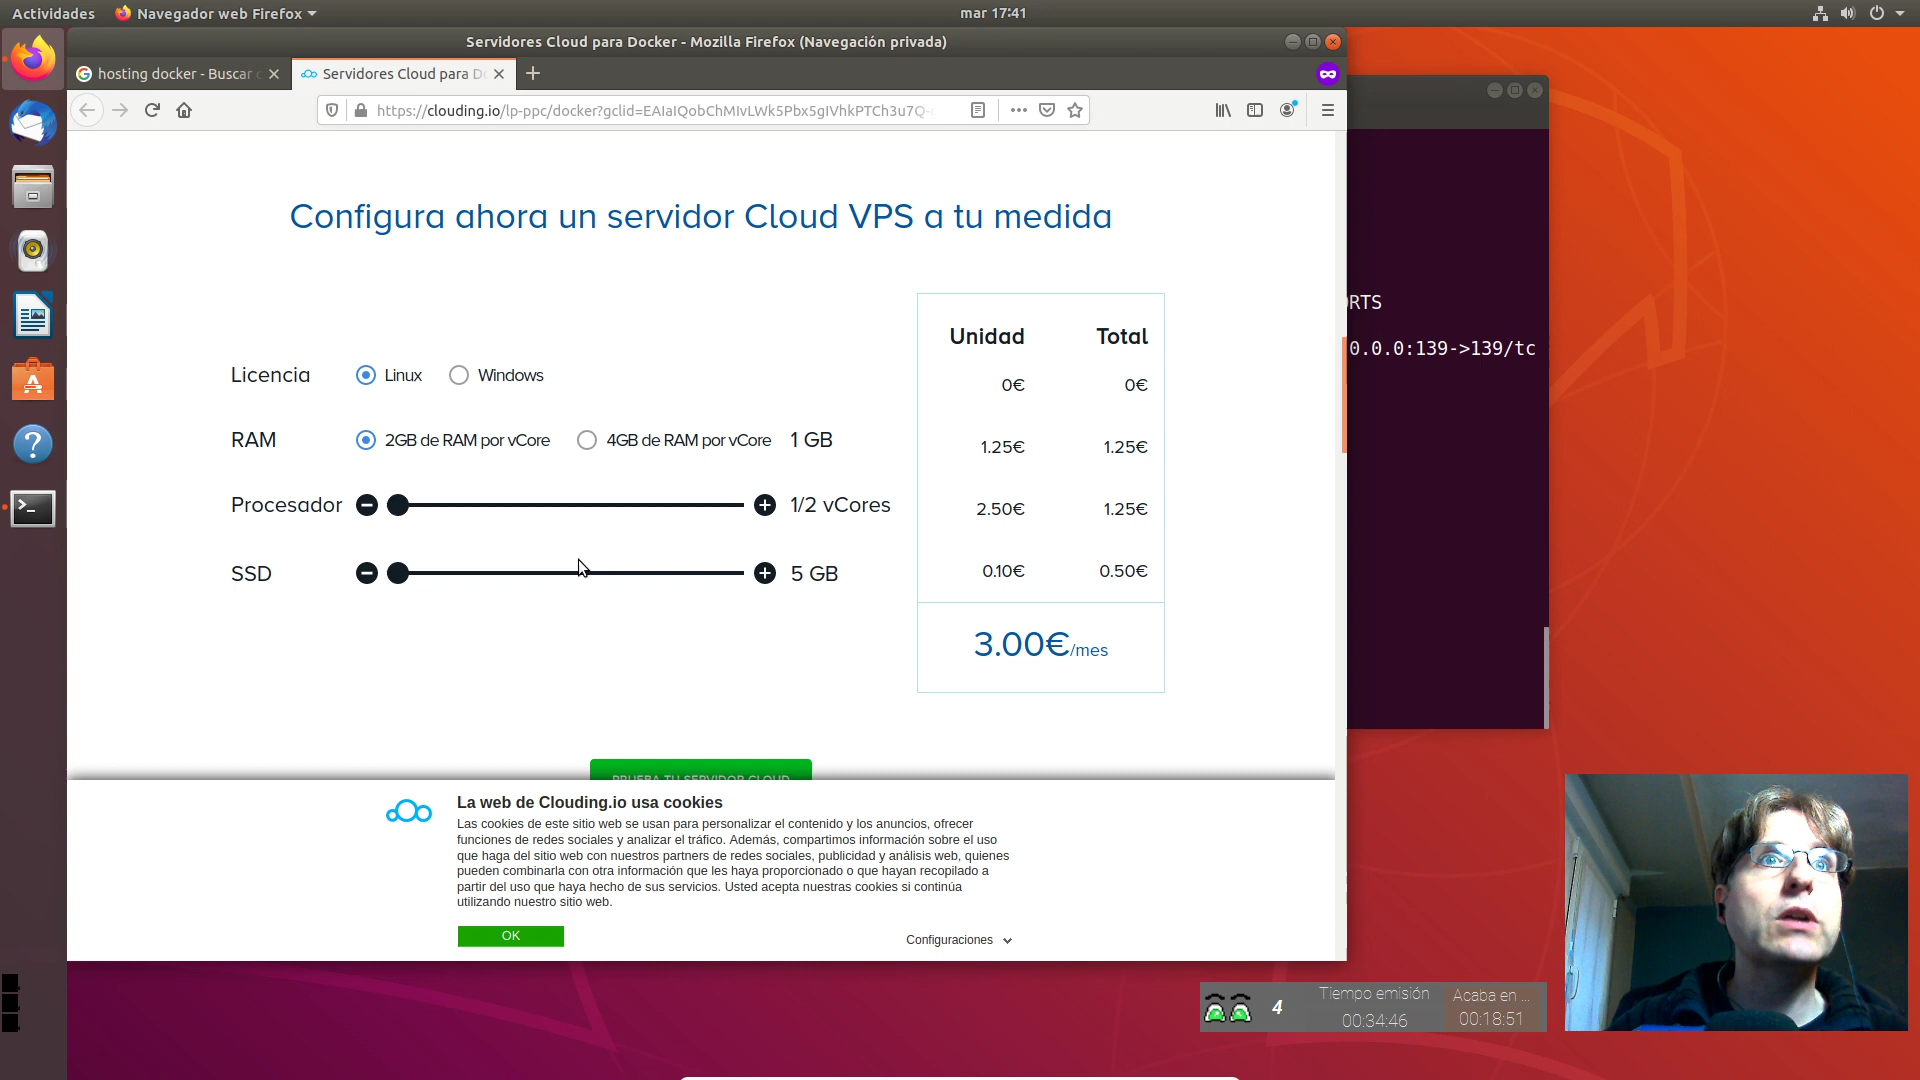 Actividades
Navegador web Firefox
mar 17:41
Servidores Cloud para Docker - Mozilla Firefox (Navegación privada)
hosting docker - Buscar
Servidores Cloud para Do
https://clouding.io/lp-ppc/docker?gclid=EAIaIQobChMIvLWk5Pbx5gIVhkPTCh3u7Q-
Configura ahora un servidor Cloud VPS a tu medida
Unidad Total
Licencia Linux Windows
0€ 0€
RAM 2GB de RAM por vCore 4GB de RAM por vCore 1 GB
1.25€ 1.25€
Procesador 1/2 vCores
2.50€ 1.25€
SSD 5 GB
0.10€ 0.50€
3.00€/mes
PRUEBA TU SERVIDOR CLOUD
La web de Clouding.io usa cookies
Las cookies de este sitio web se usan para personalizar el contenido y los anuncios, ofrecer
funciones de redes sociales y analizar el tráfico. Además, compartimos información sobre el uso
que haga del sitio web con nuestros partners de redes sociales, publicidad y análisis web, quienes
pueden combinarla con otra información que les haya proporcionado o que hayan recopilado a
partir del uso que haya hecho de sus servicios. Usted acepta nuestras cookies si continúa
utilizando nuestro sitio web.
OK
Configuraciones
RTS
0.0.0:139->139/tc
4
Tiempo emisión
00:34:46
Acaba en ...
00:18:51